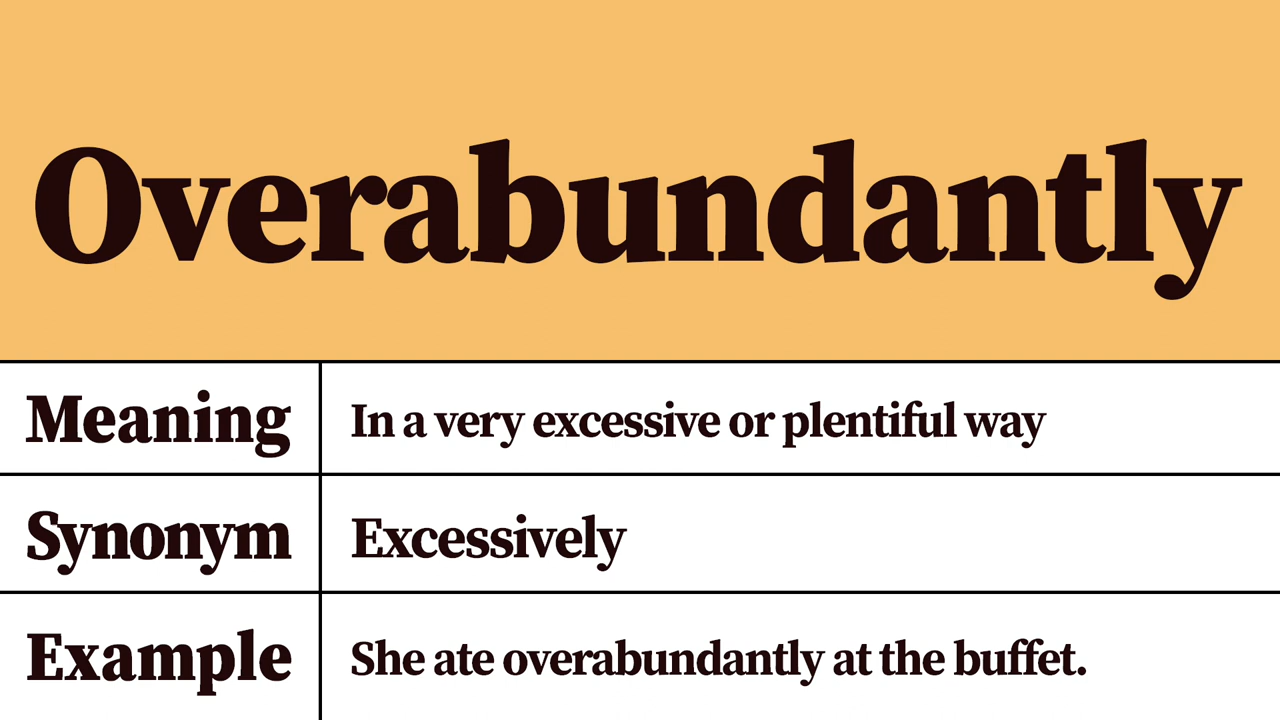 Overabundantly
Meaning
In a very excessive or plentiful way
Synonym
Excessively
Example
She ate overabundantly at the buffet.